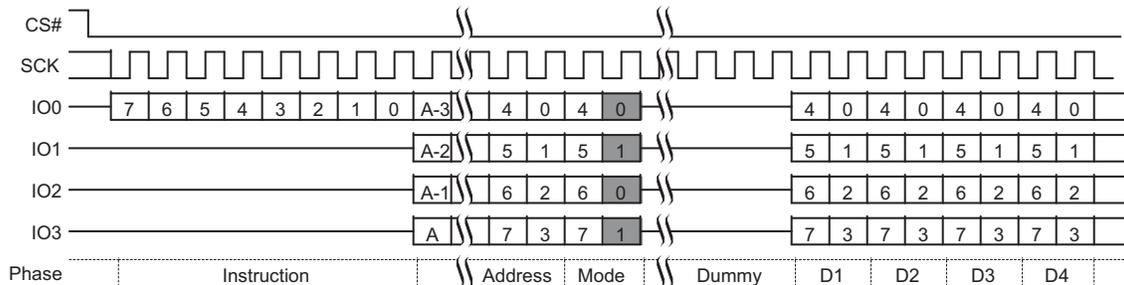 CS#
SCK
IO0 7 6 5 4 3 2 1 0 A-3 4 0 4 0 4 0 4 0 4 0 4 0
IO1 A-2 5 1 5 1 5 1 5 1 5 1 5 1
IO2 A-1 6 2 6 0 6 2 6 2 6 2 6 2
IO3 A 7 3 7 1 7 3 7 3 7 3 7 3
Phase Instruction Address Mode Dummy D1 D2 D3 D4